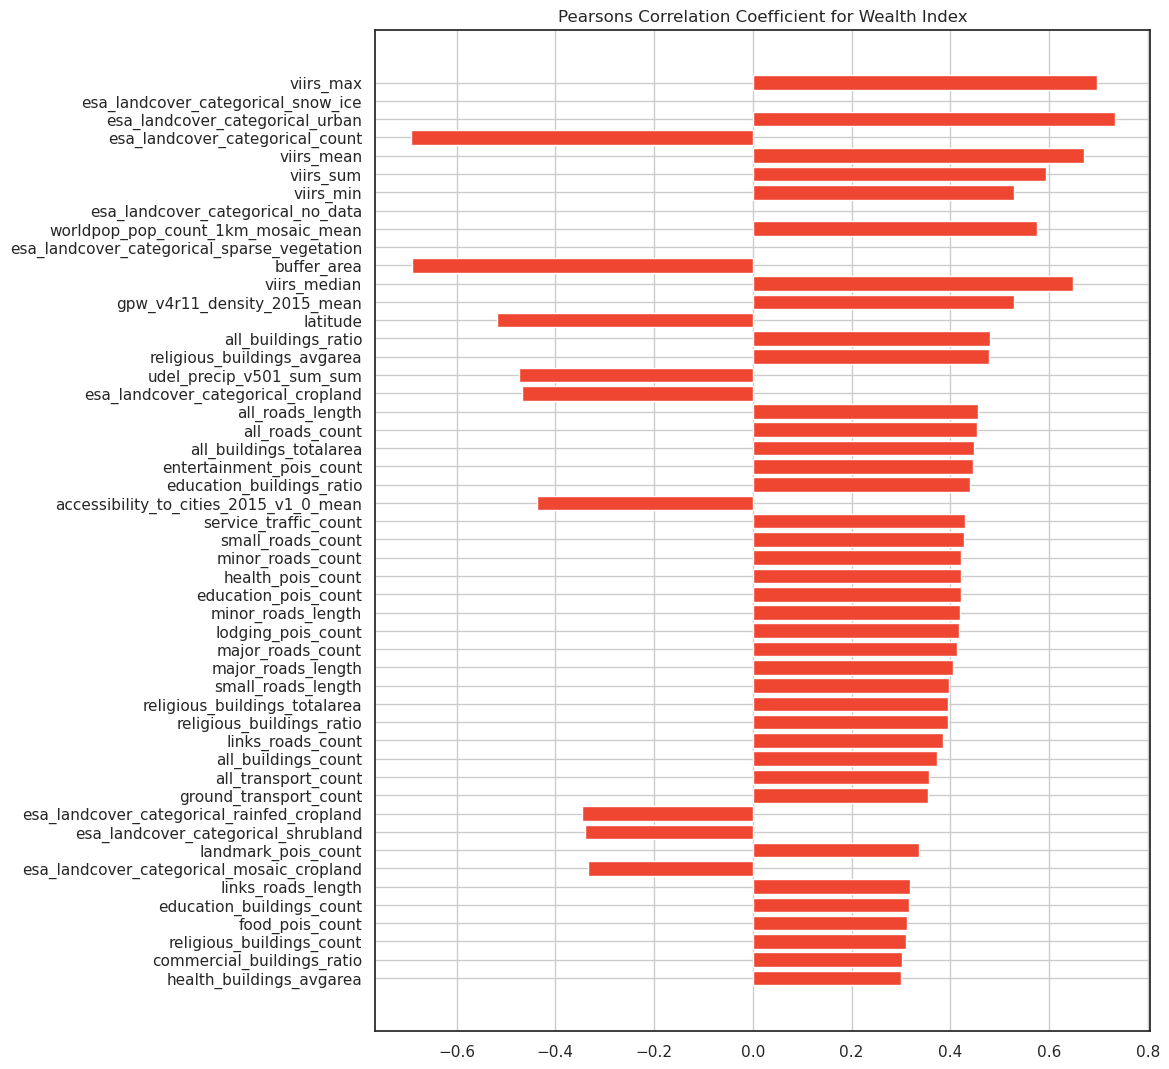 Pearsons Correlation Coefficient for Wealth Index
viirs_max
esa_landcover_categorical_snow_ice
esa_landcover_categorical_urban
esa_landcover_categorical_count
viirs_mean
viirs_sum
viirs_min
esa_landcover_categorical_no_data
worldpop_pop_count_1km_mosaic_mean
esa_landcover_categorical_sparse_vegetation
buffer_area
viirs_median
gpw_v4r11_density_2015_mean
latitude
all_buildings_ratio
religious_buildings_avgarea
udel_precip_v501_sum_sum
esa_landcover_categorical_cropland
all_roads_length
all_roads_count
all_buildings_totalarea
entertainment_pois_count
education_buildings_ratio
accessibility_to_cities_2015_v1_0_mean
service_traffic_count
small_roads_count
minor_roads_count
health_pois_count
education_pois_count
minor_roads_length
lodging_pois_count
major_roads_count
major_roads_length
small_roads_length
religious_buildings_totalarea
religious_buildings_ratio
links_roads_count
all_buildings_count
all_transport_count
ground_transport_count
esa_landcover_categorical_rainfed_cropland
esa_landcover_categorical_shrubland
landmark_pois_count
esa_landcover_categorical_mosaic_cropland
links_roads_length
education_buildings_count
food_pois_count
religious_buildings_count
commercial_buildings_ratio
health_buildings_avgarea
−0.6 −0.4 −0.2 0.0 0.2 0.4 0.6 0.8